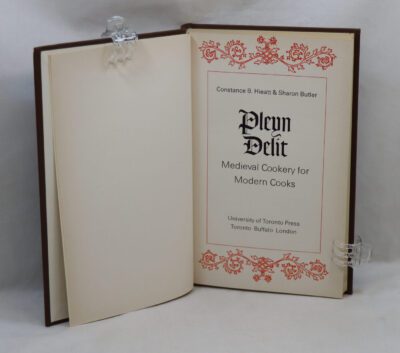 Constance B. Hieatt & Sharon Butler
Pleyn
Delit
Medieval Cookery for
Modern Cooks
University of Toronto Press
Toronto Buffalo London